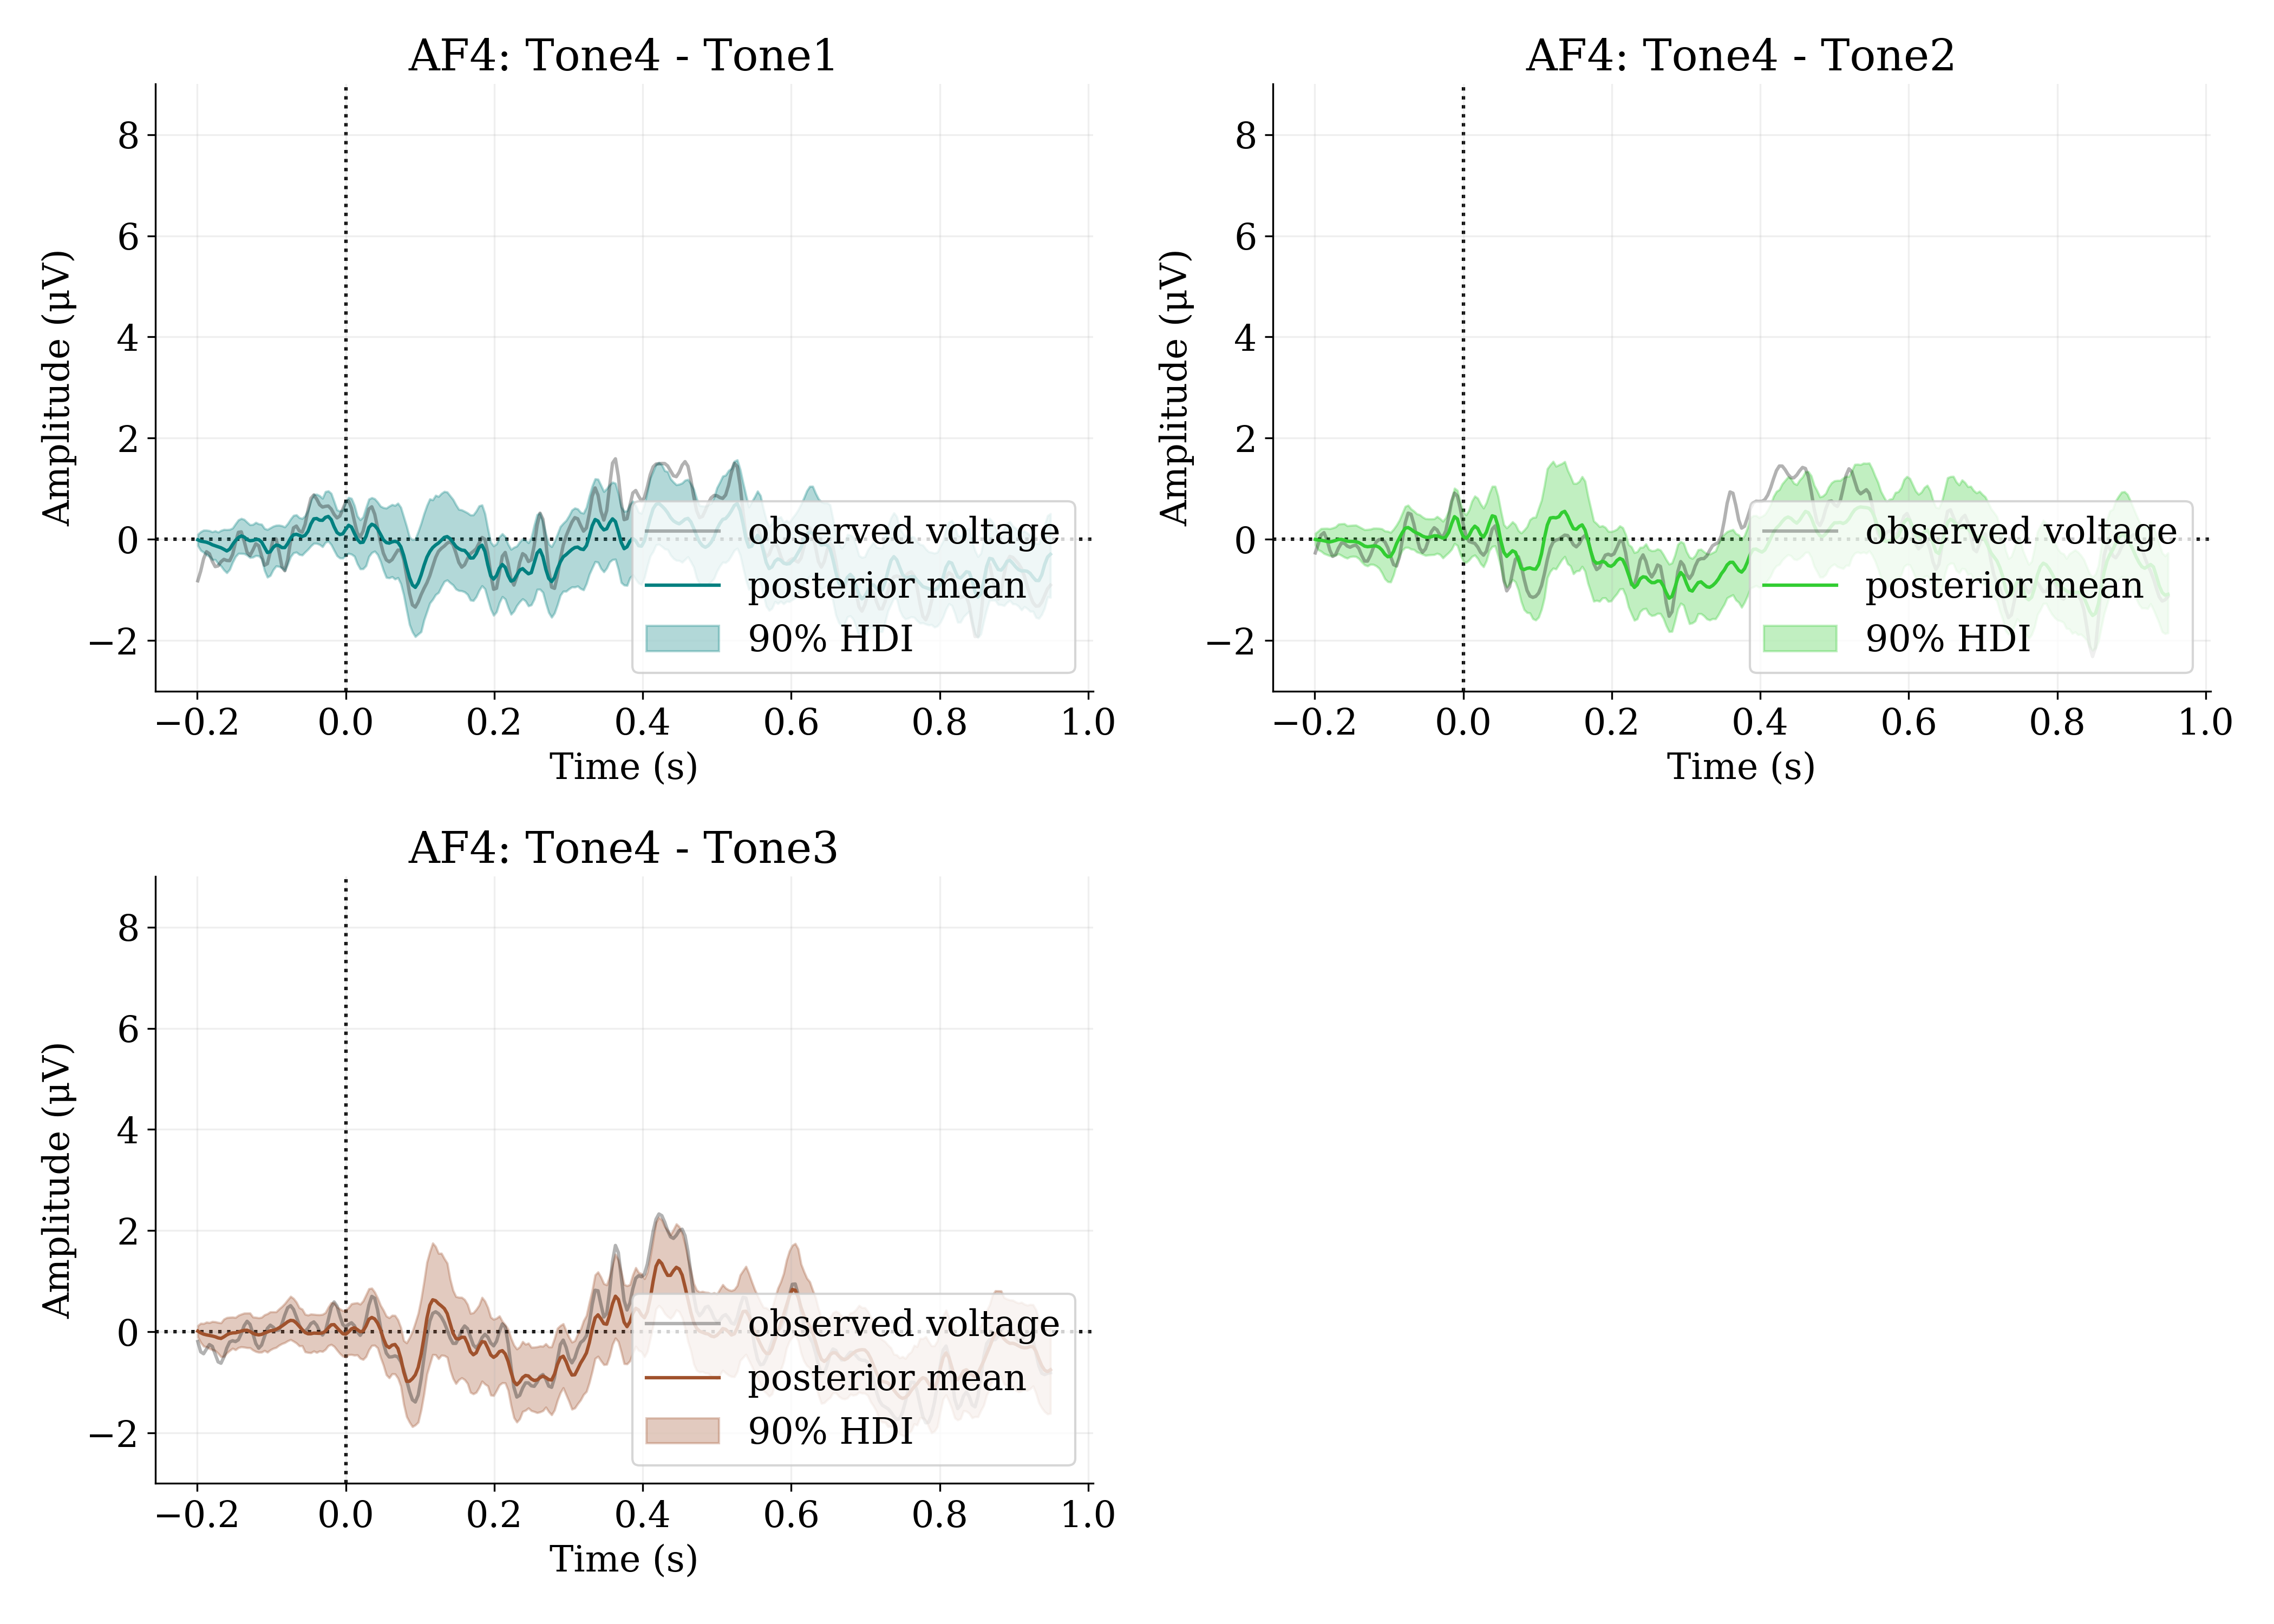 AF4: Tone4 - Tone1
Amplitude (µV)
8
6
4
2
0
−2
observed voltage
posterior mean
90% HDI
−0.2 0.0 0.2 0.4 0.6 0.8 1.0
Time (s)
AF4: Tone4 - Tone2
Amplitude (µV)
8
6
4
2
0
−2
observed voltage
posterior mean
90% HDI
−0.2 0.0 0.2 0.4 0.6 0.8 1.0
Time (s)
AF4: Tone4 - Tone3
Amplitude (µV)
8
6
4
2
0
−2
observed voltage
posterior mean
90% HDI
−0.2 0.0 0.2 0.4 0.6 0.8 1.0
Time (s)